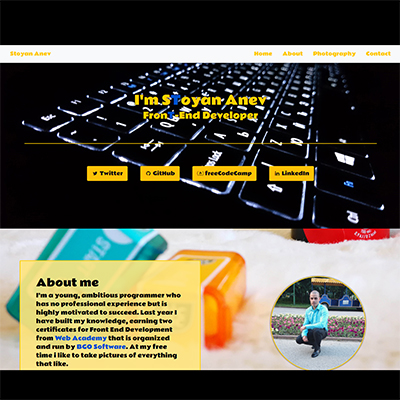 Stoyan Anev
Home About Photography Contact
I'm SToyan Anev
FronT-End Developer
Twitter GitHub freeCodeCamp LinkedIn
About me
I'm a young, ambitious programmer who
has no professional experience but is
highly motivated to succeed. Last year I
have built my knowledge, earning two
certificates for Front End Development
from Web Academy that is organized
and run by BGO Software. At my free
time I like to take pictures of everything
that like.